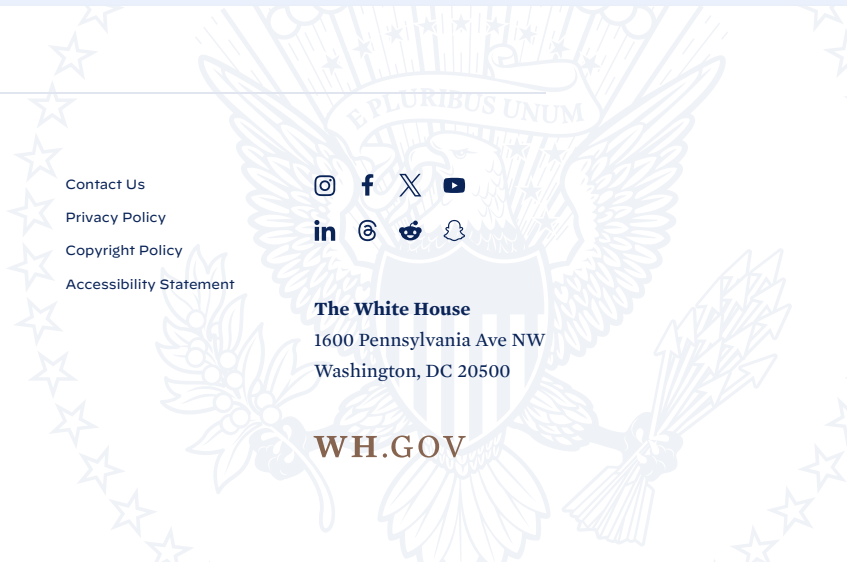 E PLURIBUS UNUM
Contact Us
Privacy Policy
Copyright Policy
Accessibility Statement
The White House
1600 Pennsylvania Ave NW
Washington, DC 20500
WH.GOV